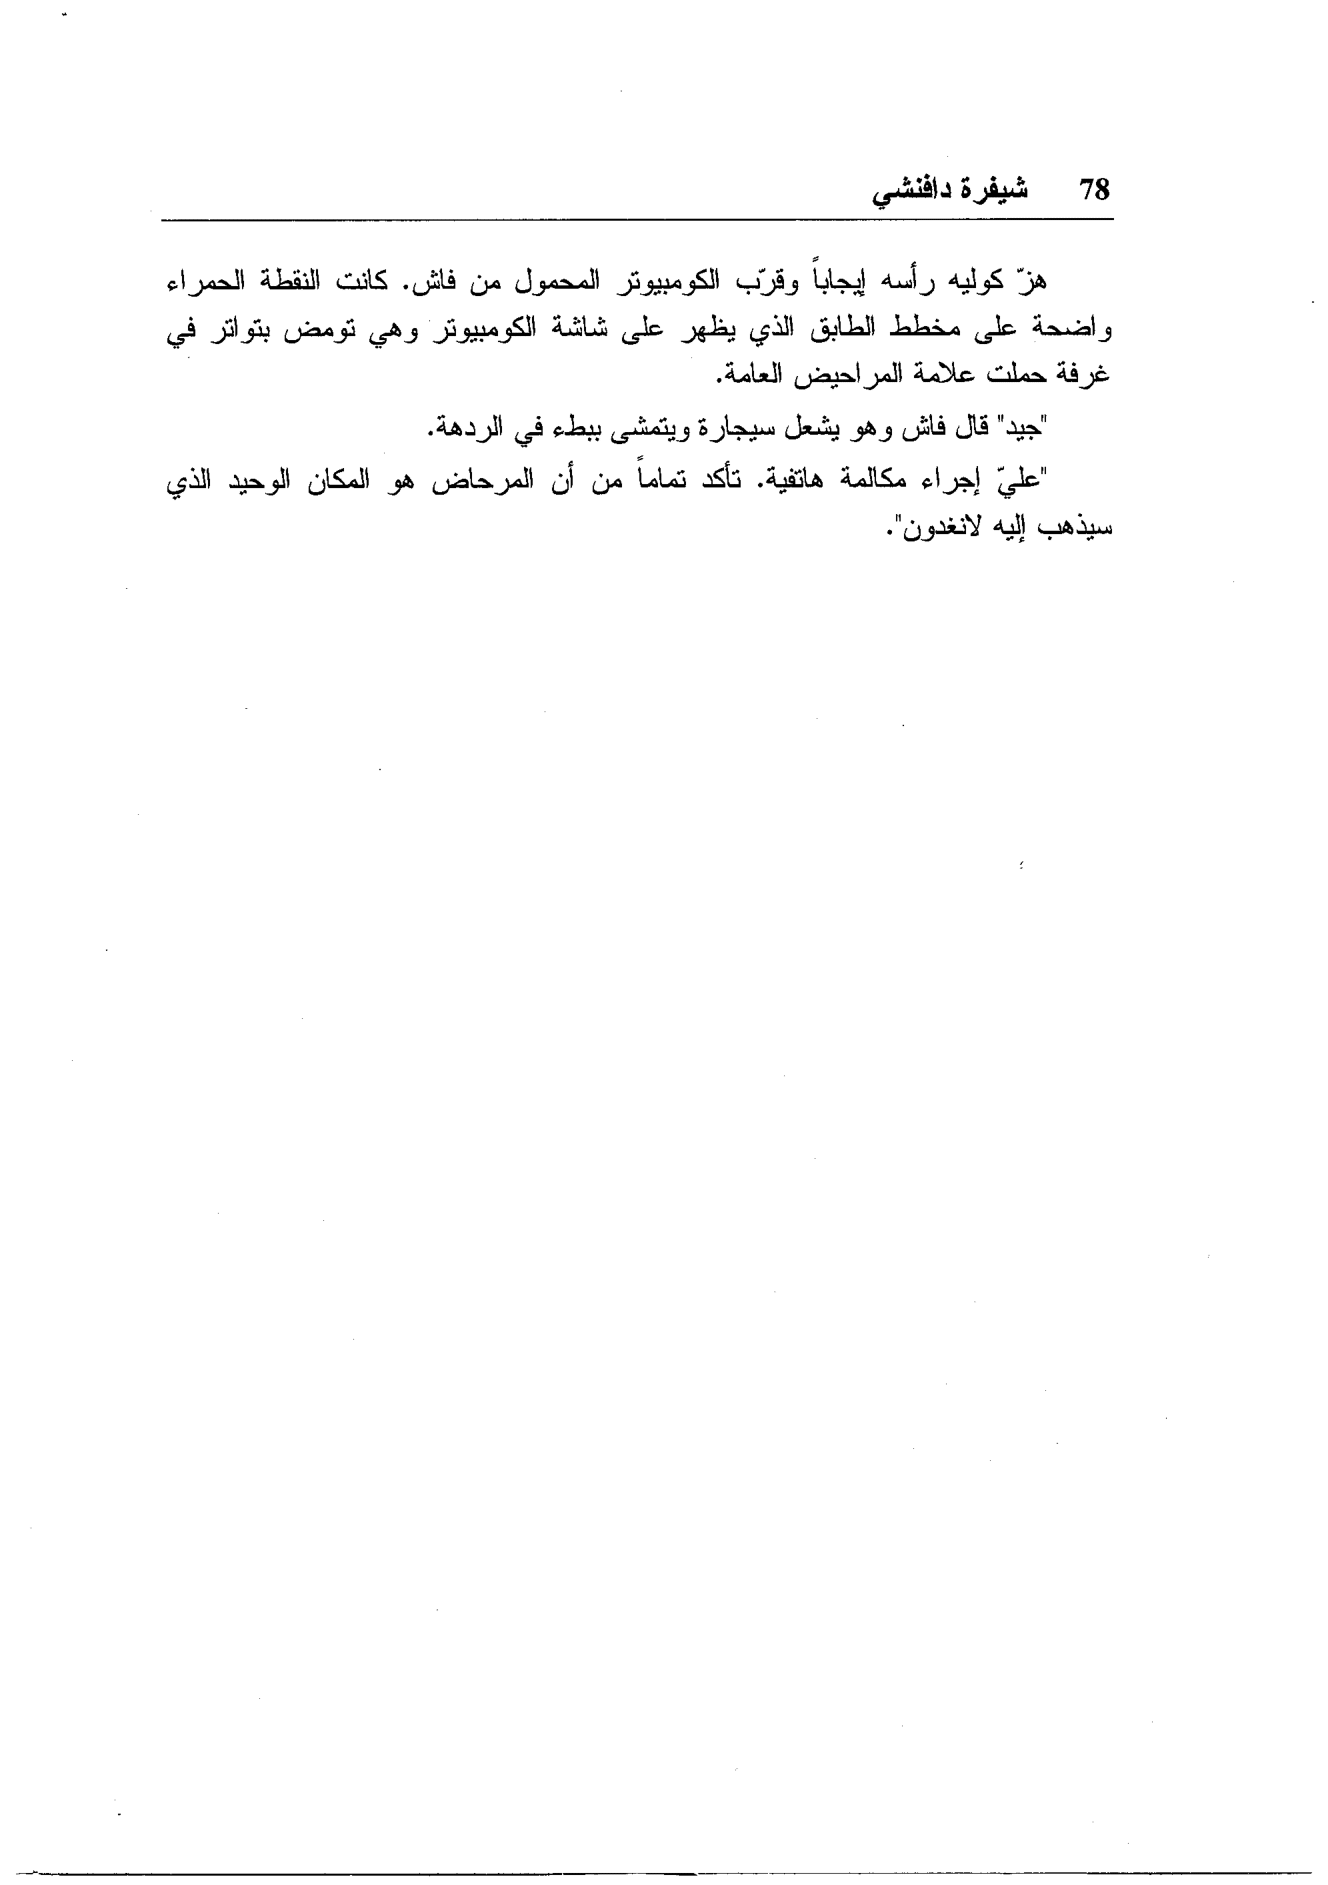 78 شيفرة دافنشي
هزّ كوليه رأسه إيجاباً وقرّب الكومبيوتر المحمول من فاش. كانت النقطة الحمراء
واضحة على مخطط الطابق الذي يظهر على شاشة الكومبيوتر وهي تومض بتواتر في
غرفة حملت علامة المراحيض العامة.
"جيد" قال فاش وهو يشعل سيجارة ويتمشى ببطء في الردهة.
"عليّ إجراء مكالمة هاتفية. تأكد تماماً من أن المرحاض هو المكان الوحيد الذي
سيذهب إليه لانغدون".